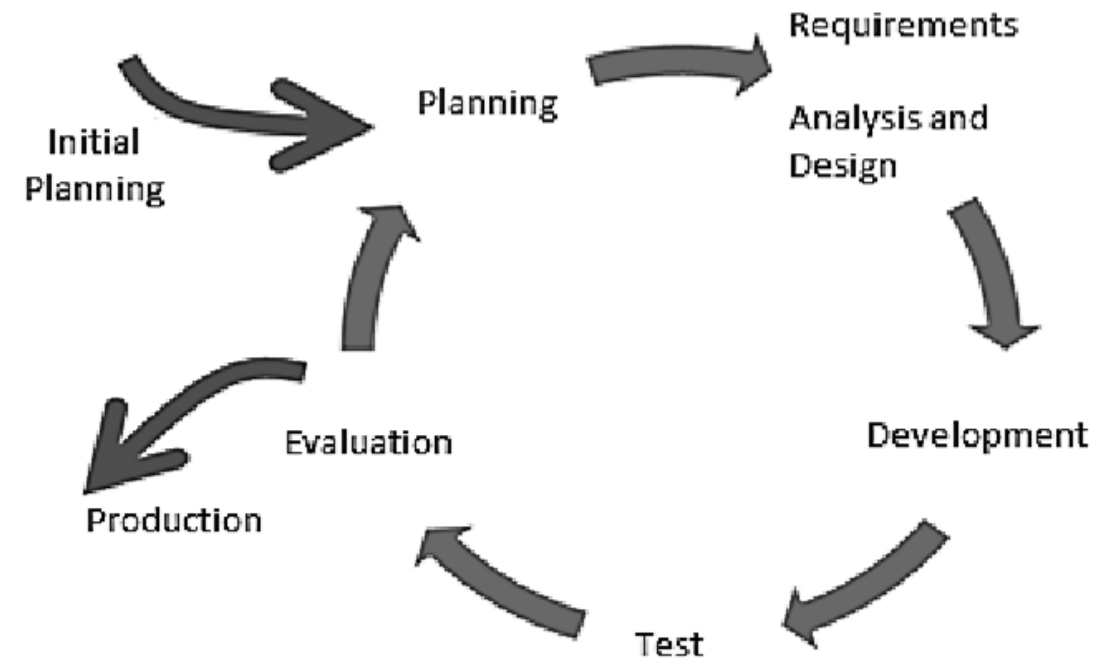 Initial
Planning
Planning
Requirements
Analysis and
Design
Development
Test
Evaluation
Production